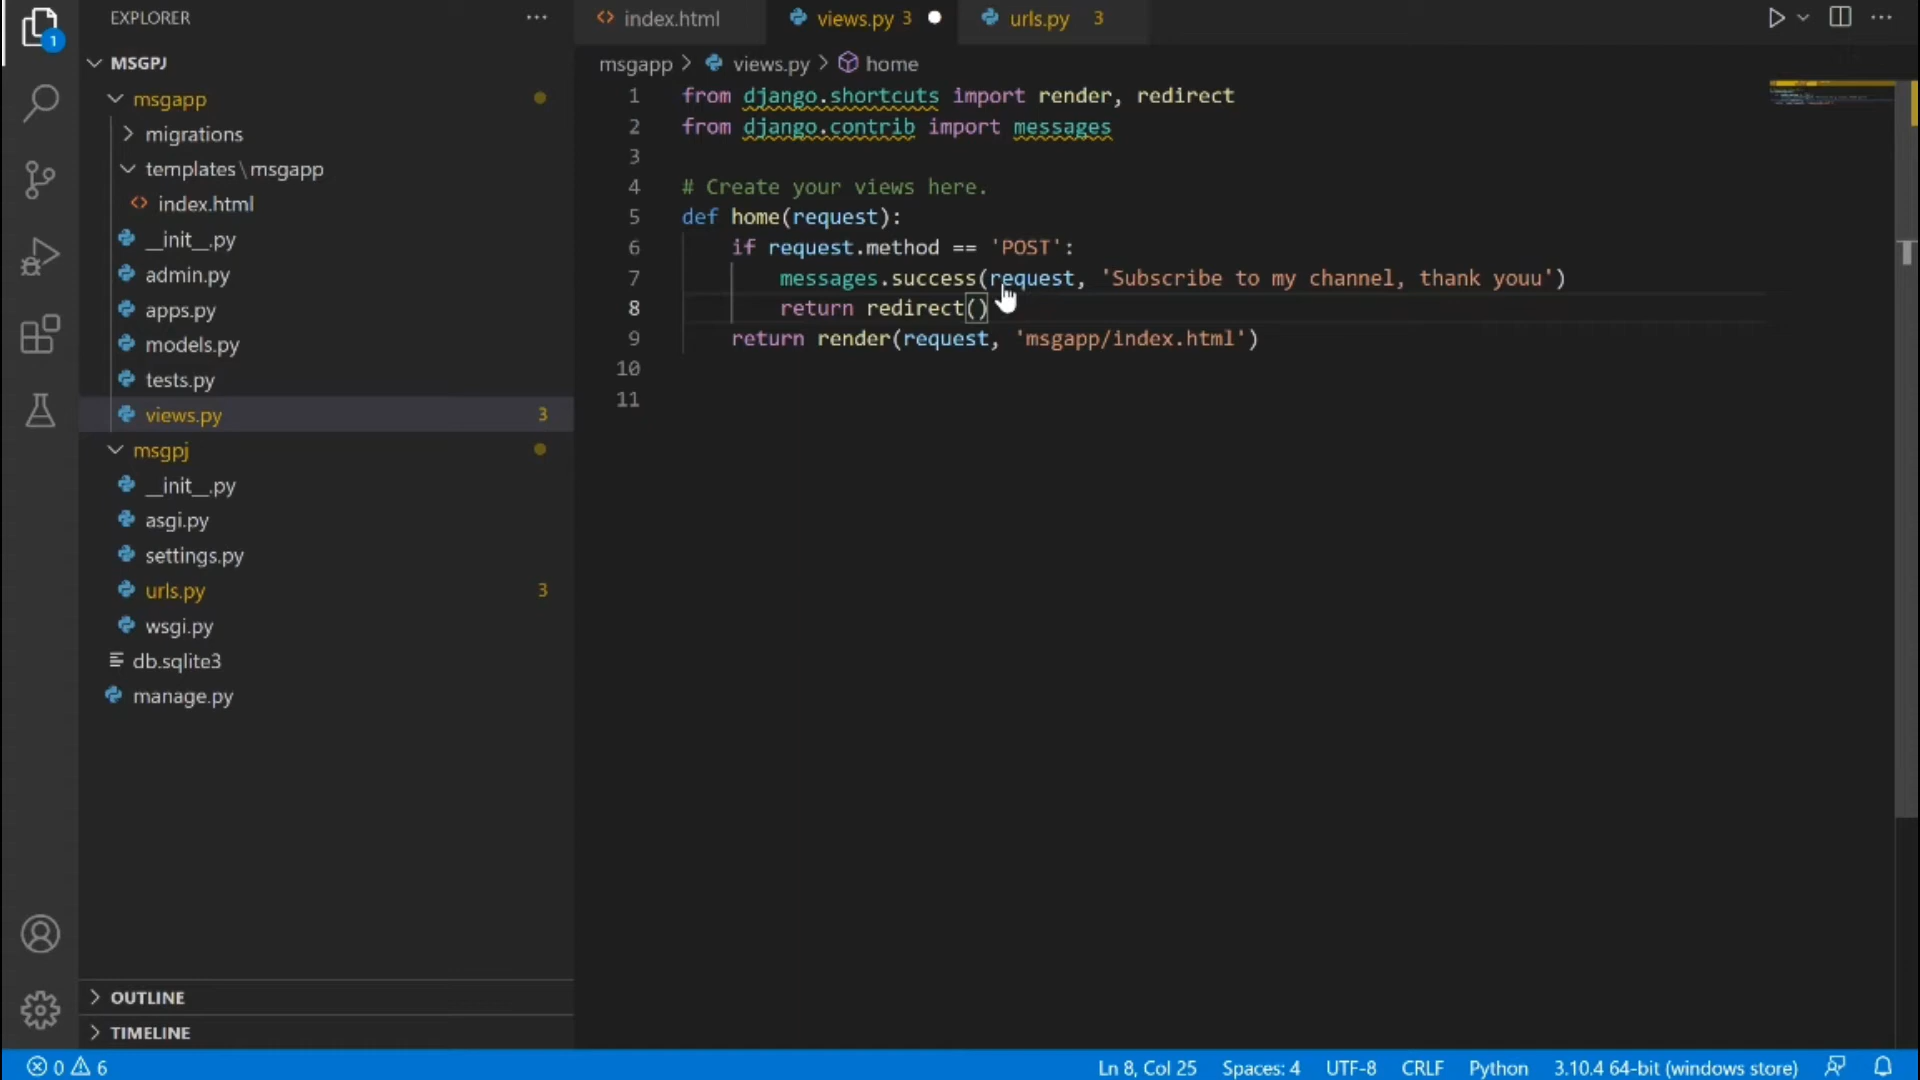 EXPLORER
index.html
views.py 3
urls.py 3
1
MSGPJ
msgapp
migrations
templates\msgapp
index.html
__init__.py
admin.py
apps.py
models.py
tests.py
views.py 3
msgpj
__init__.py
asgi.py
settings.py
urls.py 3
wsgi.py
db.sqlite3
manage.py
OUTLINE
TIMELINE
msgapp > views.py > home
1 from django.shortcuts import render, redirect
2 from django.contrib import messages
3
4 # Create your views here.
5 def home(request):
6 if request.method == 'POST':
7 messages.success(request, 'Subscribe to my channel, thank youu')
8 return redirect()
9 return render(request, 'msgapp/index.html')
10
11
0 6 Ln 8, Col 25 Spaces: 4 UTF-8 CRLF Python 3.10.4 64-bit (windows store)